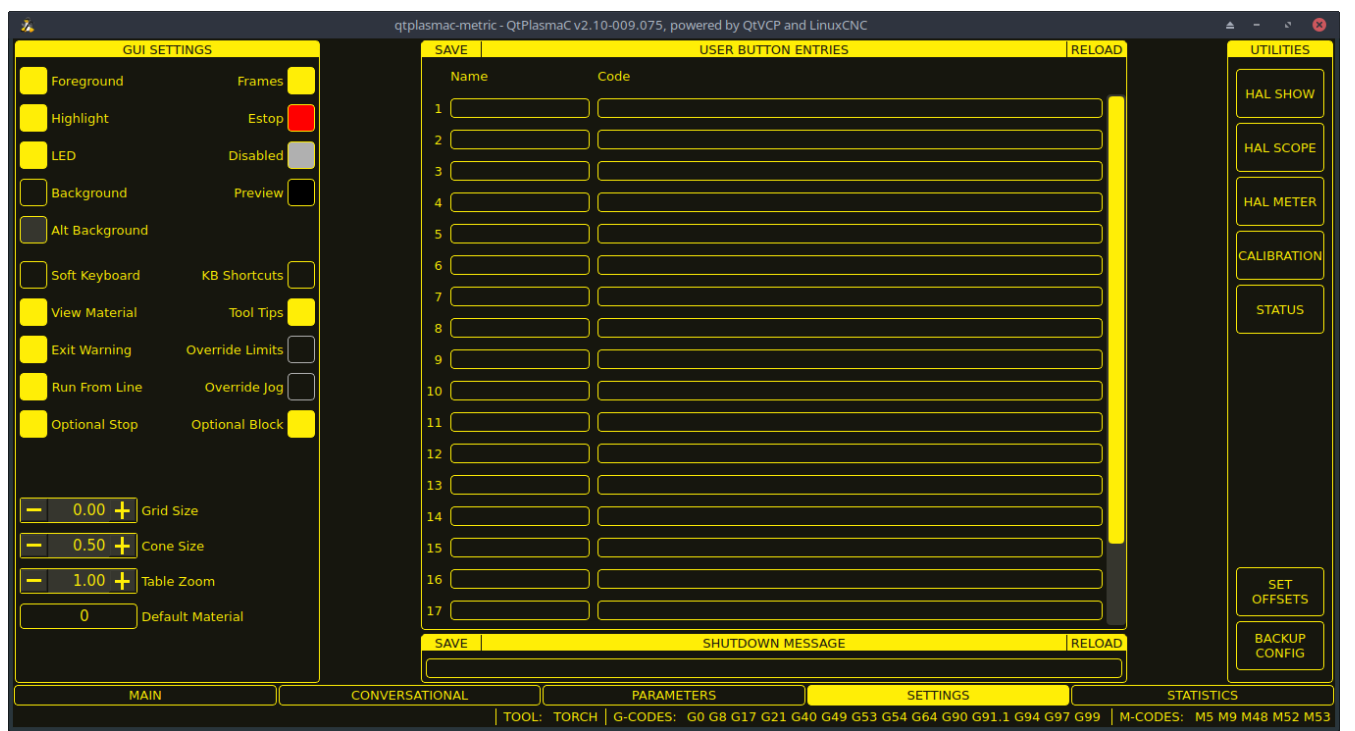 qtplasmac-metric - QtPlasmaC v2.10-009.075, powered by QtVCP and LinuxCNC
GUI SETTINGS
Foreground Frames
Highlight Estop
LED Disabled
Background Preview
Alt Background
Soft Keyboard KB Shortcuts
View Material Tool Tips
Exit Warning Override Limits
Run From Line Override Jog
Optional Stop Optional Block
0.00 Grid Size
0.50 Cone Size
1.00 Table Zoom
0 Default Material
SAVE USER BUTTON ENTRIES RELOAD
Name Code
1
2
3
4
5
6
7
8
9
10
11
12
13
14
15
16
17
SAVE SHUTDOWN MESSAGE RELOAD
UTILITIES
HAL SHOW
HAL SCOPE
HAL METER
CALIBRATION
STATUS
SET
OFFSETS
BACKUP
CONFIG
MAIN CONVERSATIONAL PARAMETERS SETTINGS STATISTICS
TOOL: TORCH G-CODES: G0 G8 G17 G21 G40 G49 G53 G54 G64 G90 G91.1 G94 G97 G99 M-CODES: M5 M9 M48 M52 M53